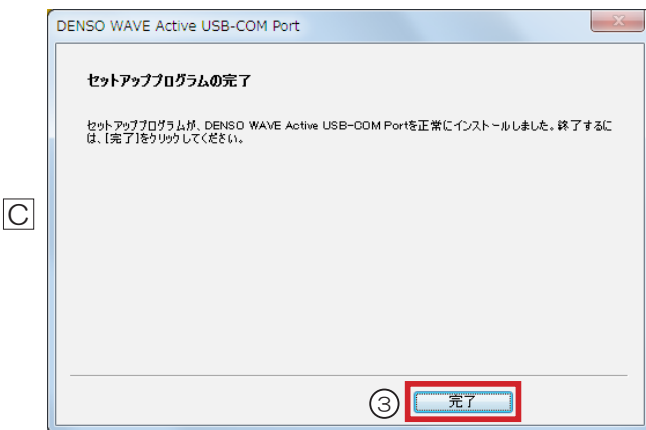 DENSO WAVE Active USB-COM Port
セットアッププログラムの完了
セットアッププログラムが、DENSO WAVE Active USB-COM Portを正常にインストールしました。終了するに
は、[完了]をクリックしてください。
C
③ 完了